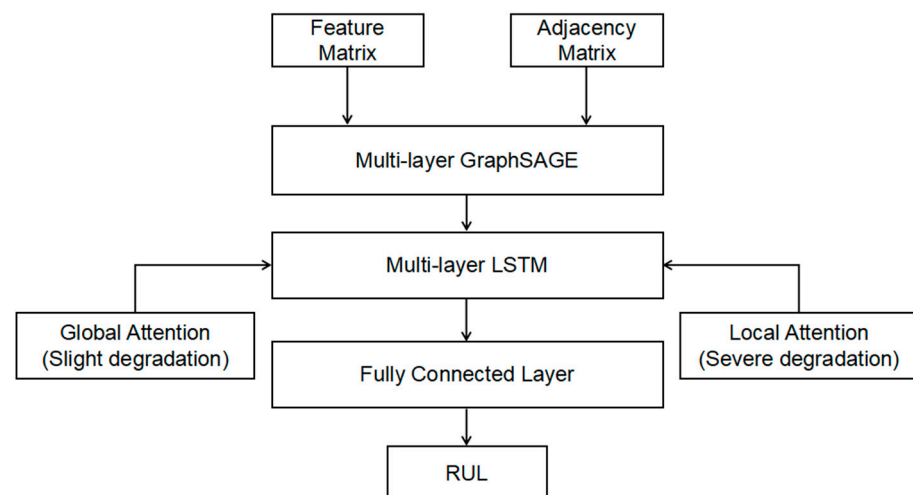 Feature
Matrix
Adjacency
Matrix
Multi-layer GraphSAGE
Multi-layer LSTM
Global Attention
(Slight degradation)
Local Attention
(Severe degradation)
Fully Connected Layer
RUL